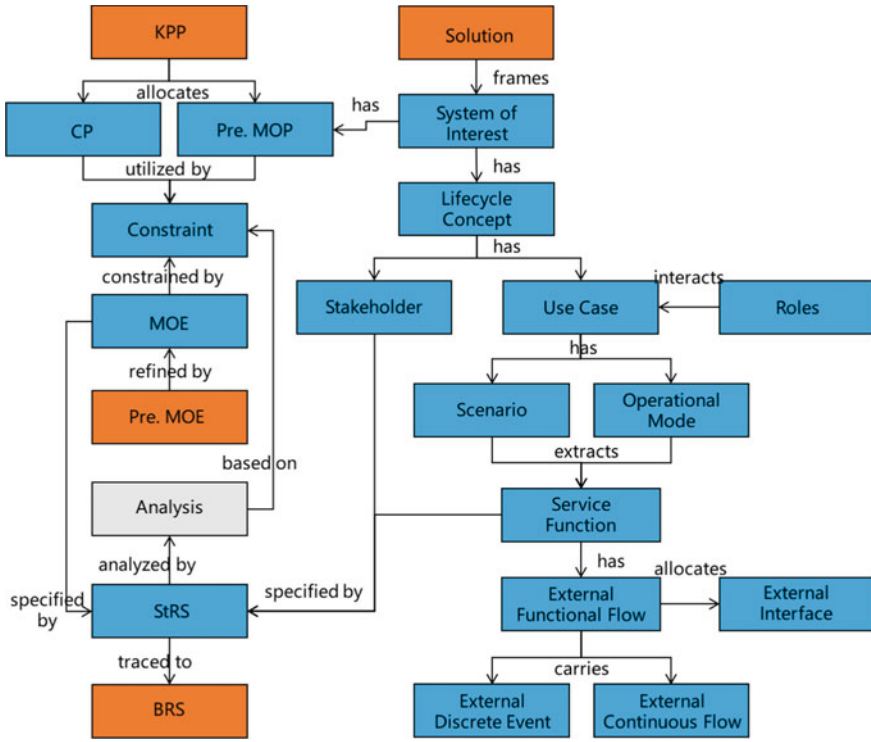 KPP
Solution
allocates
frames
CP
Pre. MOP
has
System of
Interest
utilized by
has
Constraint
Lifecycle
Concept
constrained by
has
MOE
Stakeholder
Use Case
interacts
Roles
refined by
has
Pre. MOE
Scenario
Operational
Mode
based on
extracts
Analysis
Service
Function
analyzed by
has
allocates
specified
by
StRS
specified by
External
Functional Flow
External
Interface
traced to
carries
BRS
External
Discrete Event
External
Continuous Flow